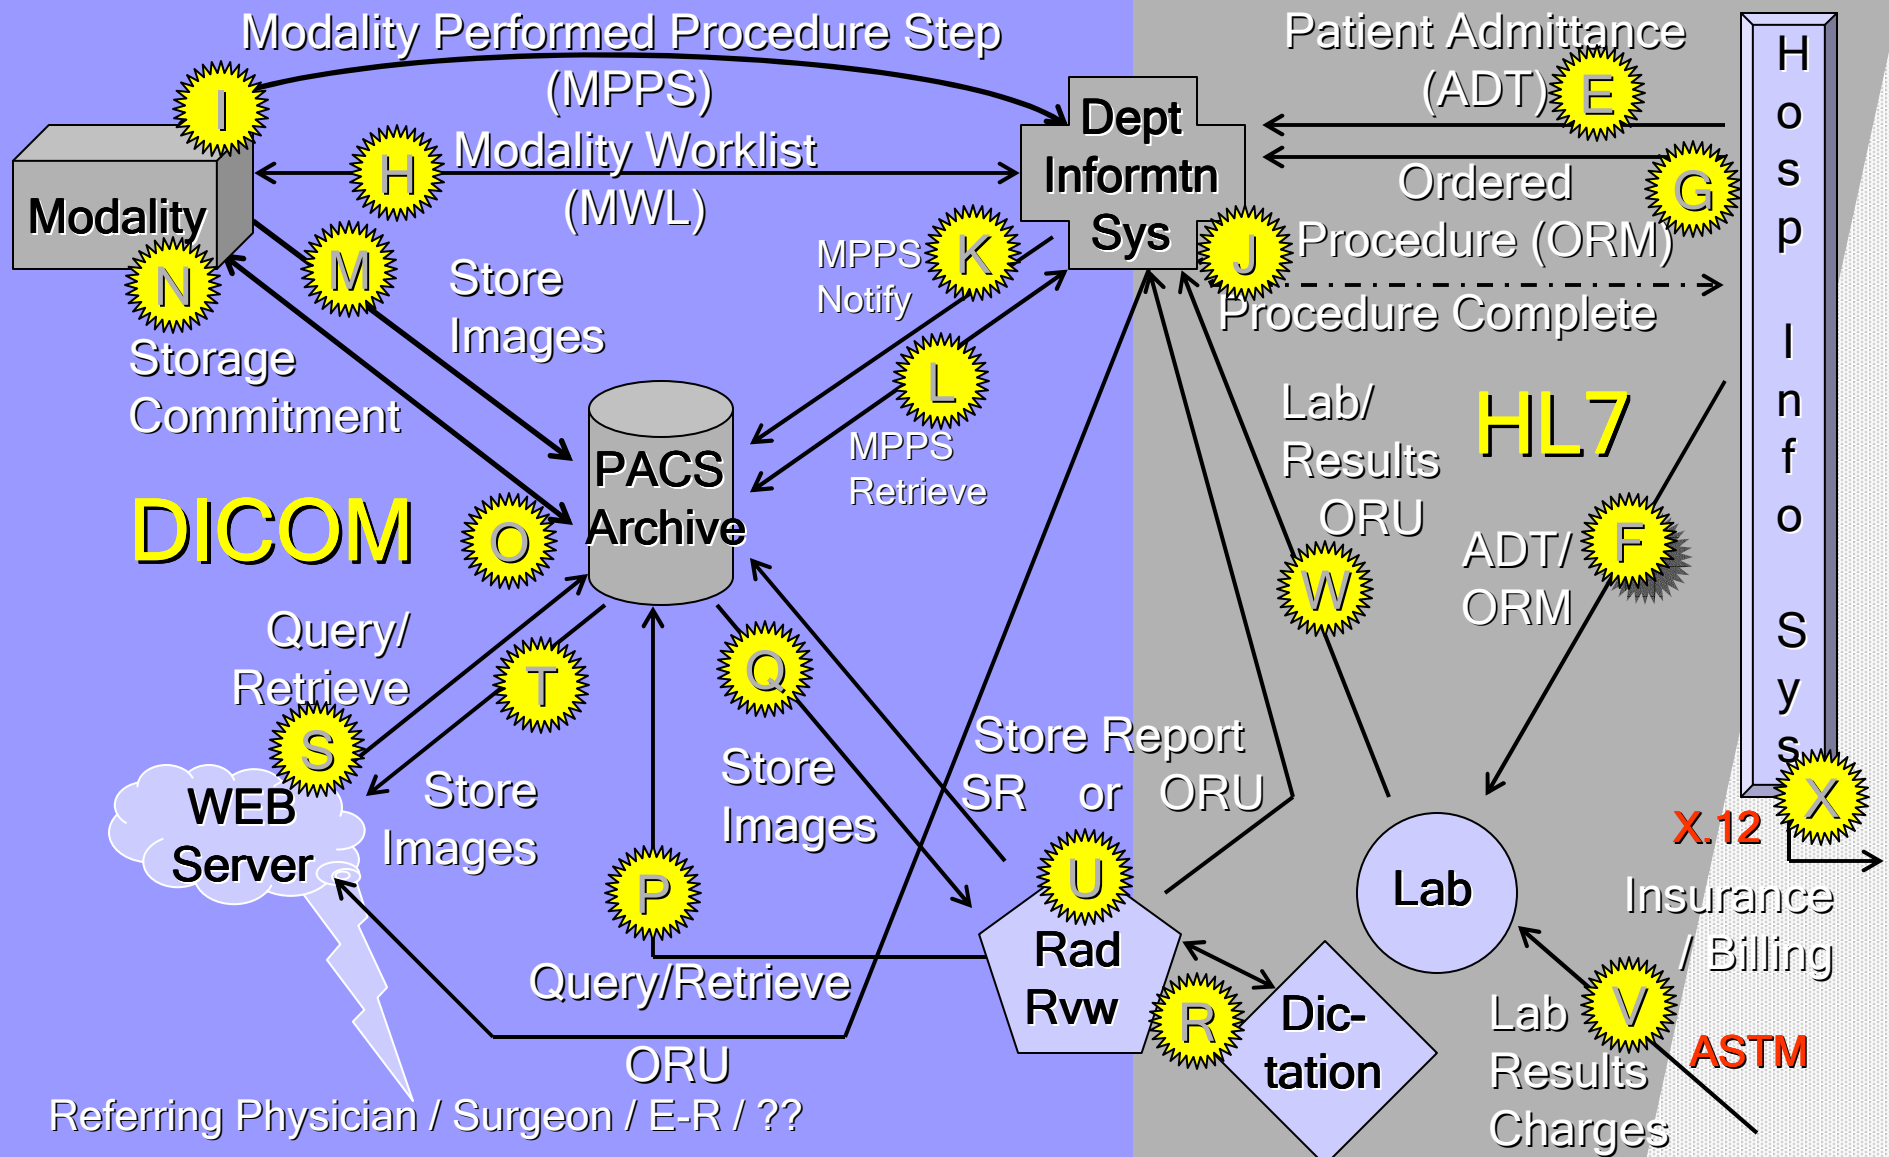 Modality Performed Procedure Step
(MPPS)
Patient Admittance
(ADT)
E
I
Dept
Informtn
Sys
Hosp Info Sys
H
Modality Worklist
(MWL)
Modality
G
Ordered
Procedure (ORM)
J
Procedure Complete
K
MPPS
Notify
M
N
Store
Images
Storage
Commitment
L
MPPS
Retrieve
Lab/
Results
ORU
HL7
PACS
Archive
DICOM
O
F
ADT/
ORM
W
Query/
Retrieve
S
T
Q
Store
Images
Store
Images
Store Report
SR or ORU
WEB
Server
X
X.12
Insurance
/ Billing
P
U
Rad
Rvw
Lab
Query/Retrieve
R
Dic-
tation
V
Lab
Results
Charges
ASTM
ORU
Referring Physician / Surgeon / E-R / ??